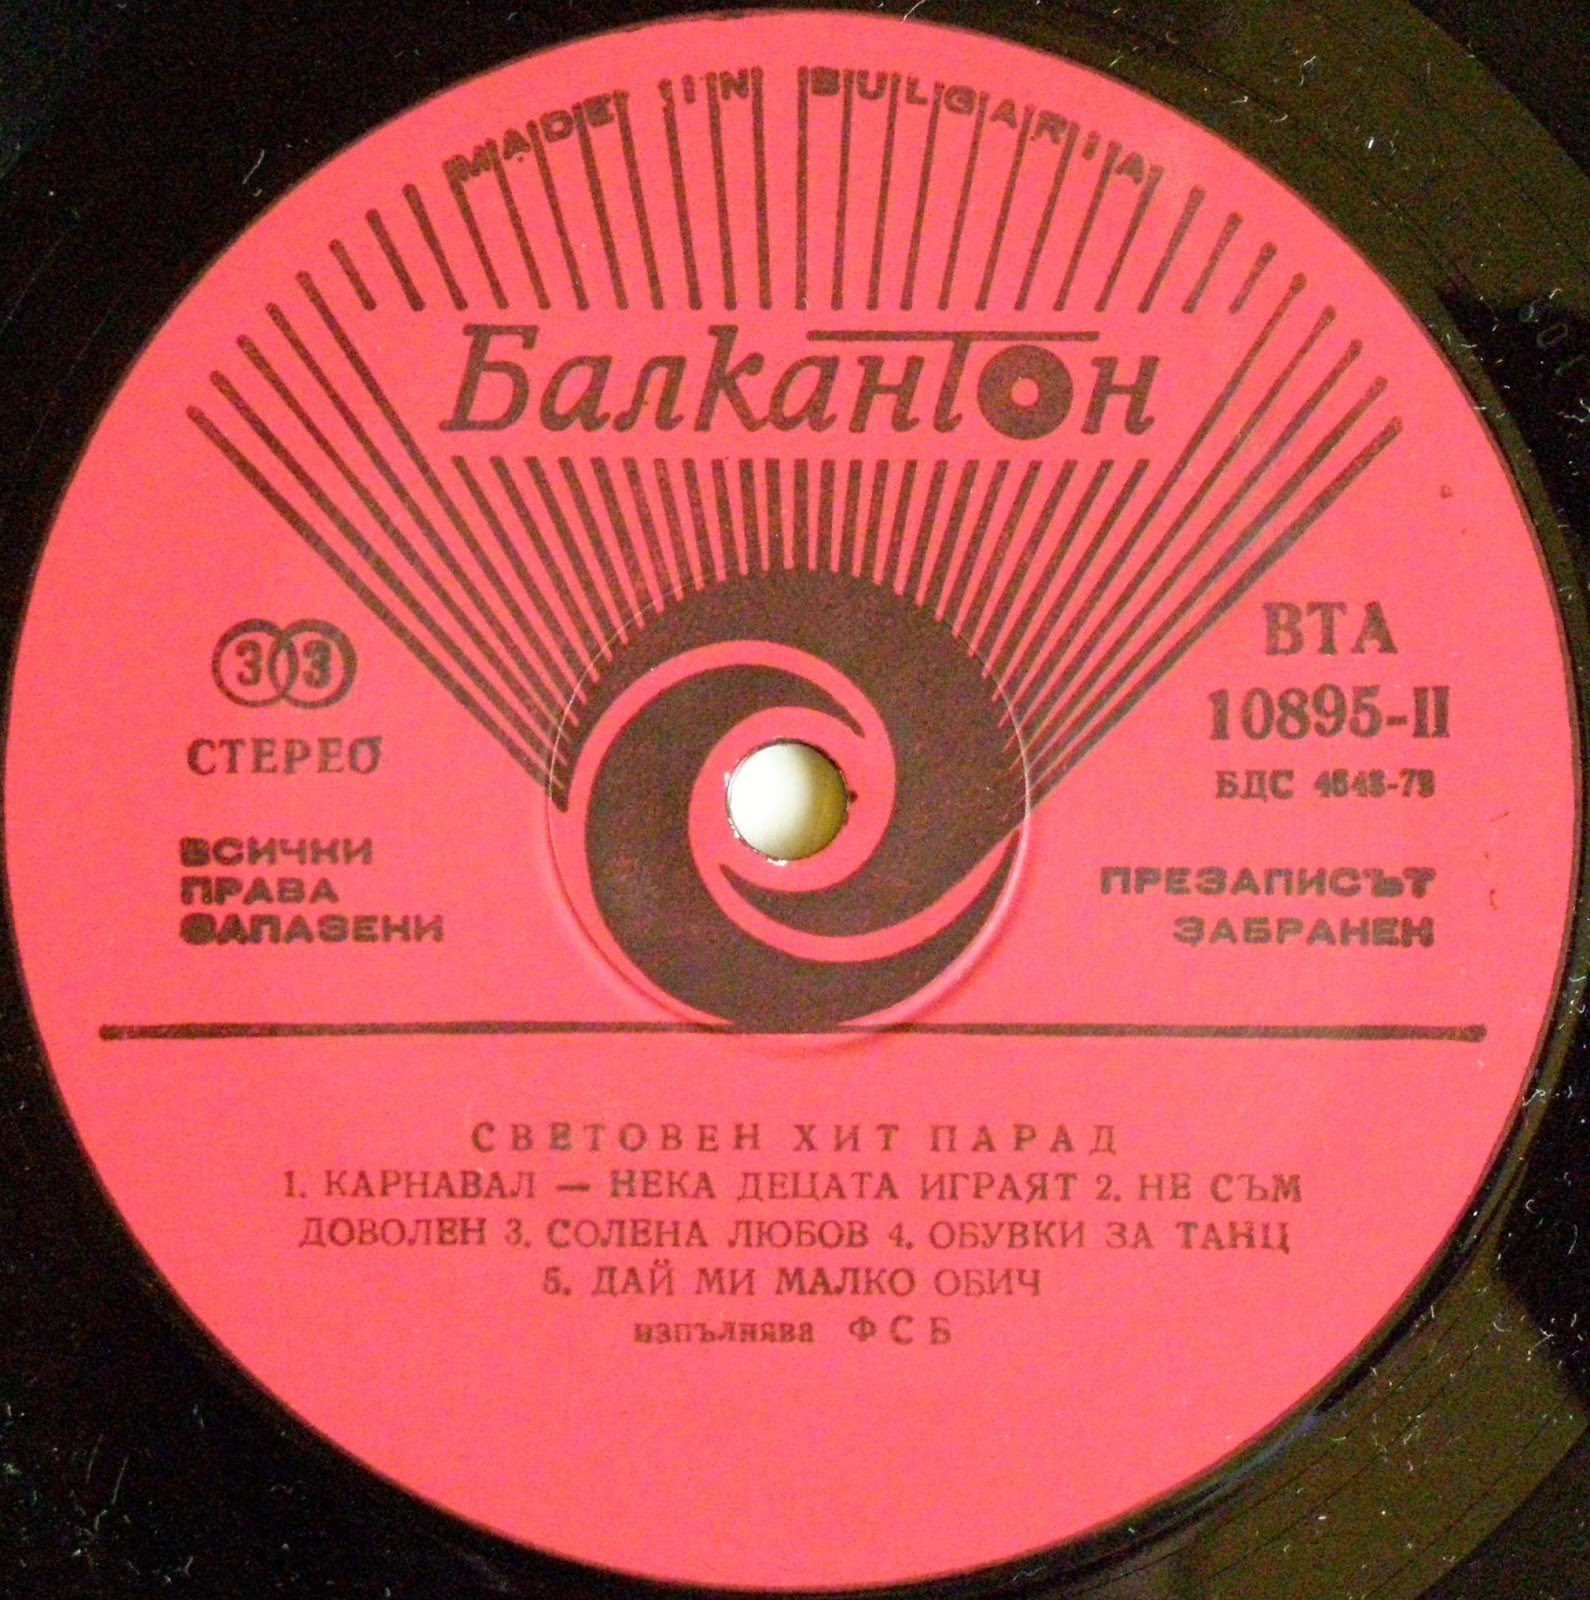 MADE IN BULGARIA
Балкантон
33
СТЕРЕО
ВСИЧКИ
ПРАВА
ЗАПАЗЕНИ
ВТА
10895-II
БДС
ПРЕЗАПИСЪТ
ЗАБРАНЕН
СВЕТОВЕН ХИТ ПАРАД
1. КАРНАВАЛ — НЕКА ДЕЦАТА ИГРАЯТ 2. НЕ СЪМ
ДОВОЛЕН 3. СОЛЕНА ЛЮБОВ 4. ОБУВКИ ЗА ТАНЦ
5. ДАЙ МИ МАЛКО ОБИЧ
изпълнява ФСБ